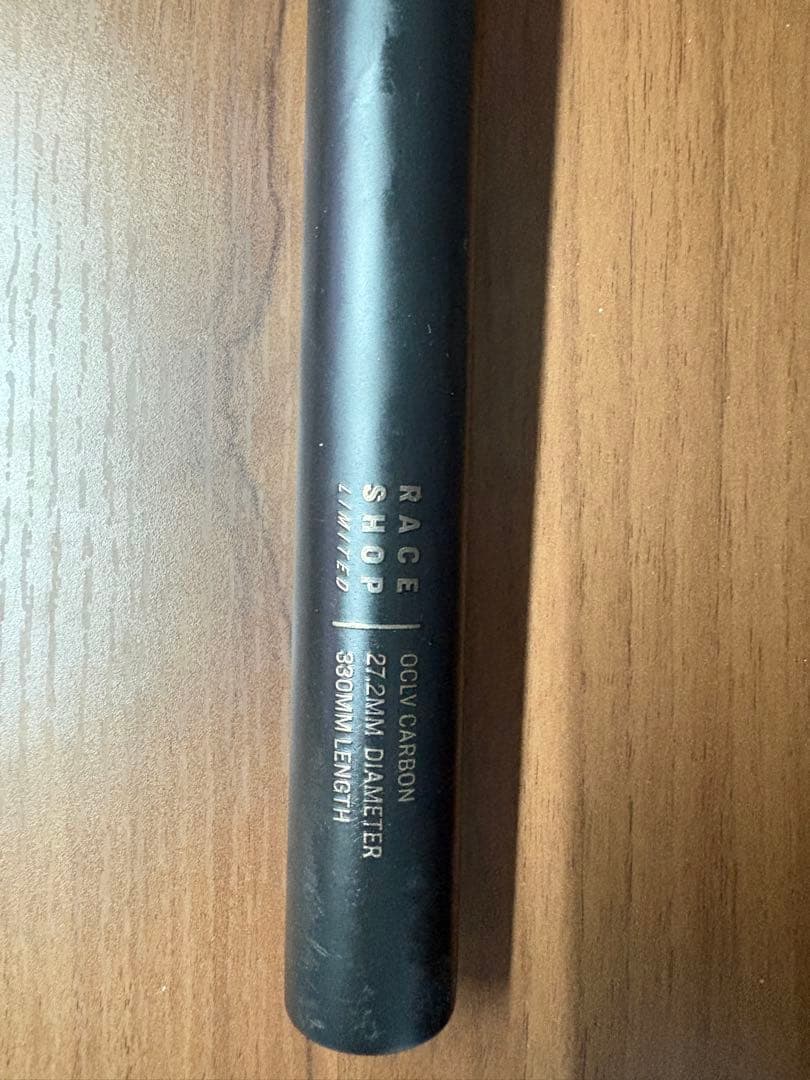 RACE
SHOP
LIMITED
OCLV CARBON
27.2MM DIAMETER
330MM LENGTH